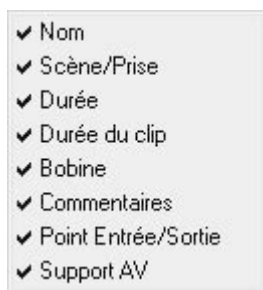 Nom
Scène/Prise
Durée
Durée du clip
Bobine
Commentaires
Point Entrée/Sortie
Support AV